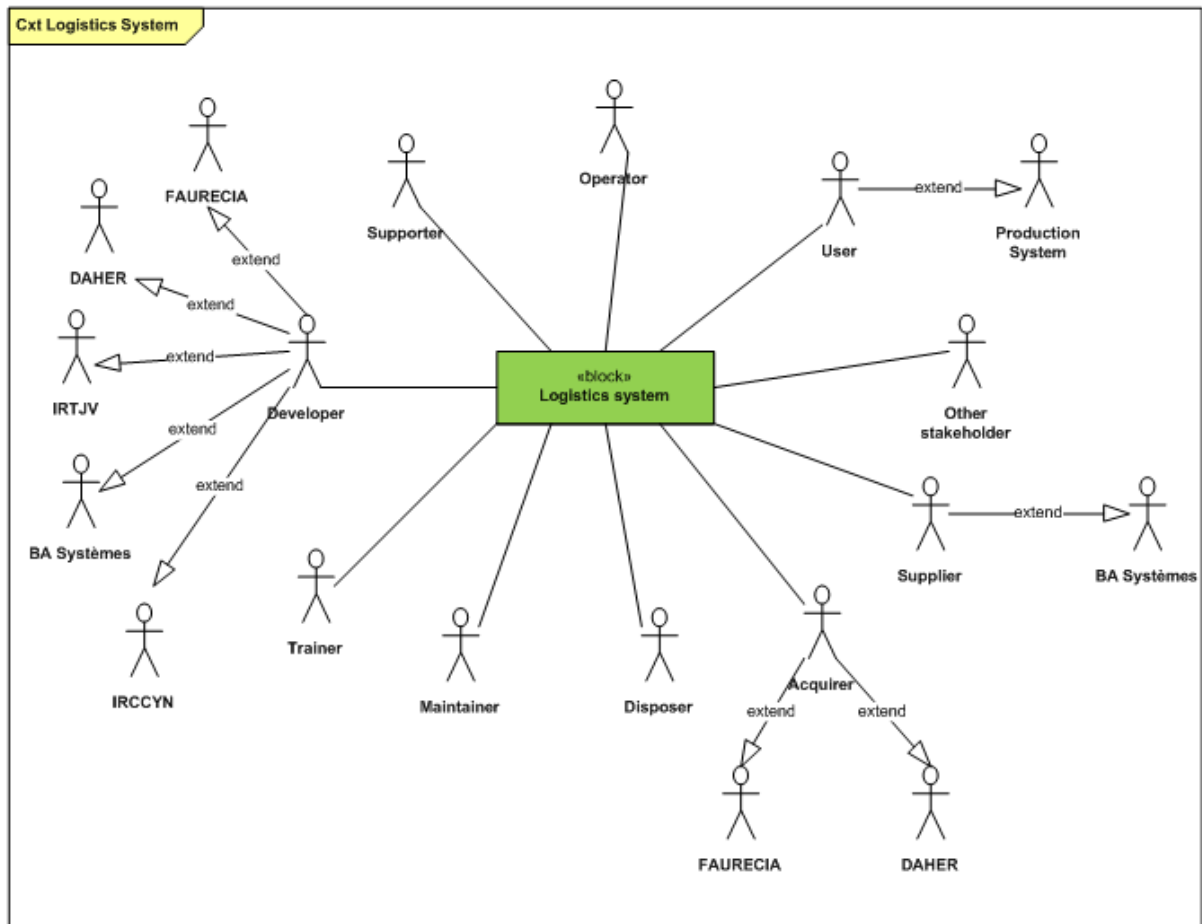 Cxt Logistics System
FAURECIA
Operator
Supporter
User
extend
Production
System
DAHER
extend
extend
IRTJV
extend
Developer
«block»
Logistics system
Other
stakeholder
extend
BA Systèmes
extend
IRCCYN
Trainer
Maintainer
Disposer
Supplier
extend
BA Systèmes
Acquirer
extend
extend
FAURECIA
DAHER